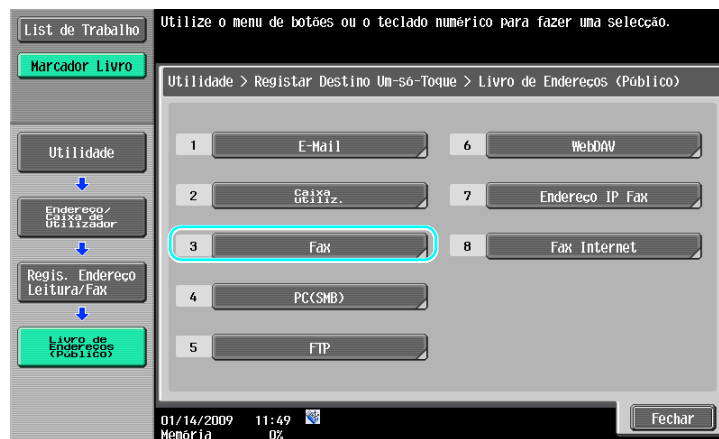 List de Trabalho
Utilize o menu de botões ou o teclado numérico para fazer uma selecção.
Marcador Livro
Utilidade > Registar Destino Um-só-Toque > Livro de Endereços (Público)
Utilidade
Endereço/
Caixa de
Utilizador
Regis. Endereço
Leitura/Fax
Livro de
Endereços
(Público)
1 E-Mail
2 Caixa
utiliz.
3 Fax
4 PC(SMB)
5 FTP
6 WebDAV
7 Endereço IP Fax
8 Fax Internet
01/14/2009 11:49
Memória 0%
Fechar